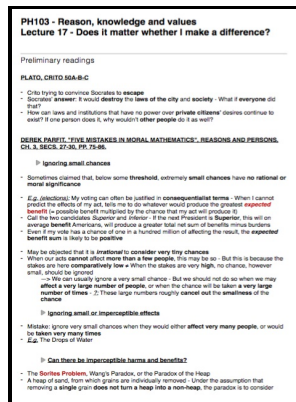 PH103 - Reason, knowledge and values
Lecture 17 - Does it matter whether I make a difference?
Preliminary readings
PLATO, CRITO 50A-B-C
- Crito trying to convince Socrates to escape
- Socrates' answer: It would destroy the laws of the city and society - What if everyone did
that?
- How can laws and institutions that have no power over private citizens' desires continue to
exist? If one person does it, why wouldn't other people do it as well?
DEREK PARFIT, "FIVE MISTAKES IN MORAL MATHEMATICS", REASONS AND PERSONS,
CH. 3, SECS. 27-30, PP. 75-86.
▷ Ignoring small chances
- Sometimes claimed that, below some threshold, extremely small chances have no rational or
moral significance
- E.g. (elections): My voting can often be justified in consequentialist terms - When I cannot
predict the effects of my act, tells me to do whatever would produce the greatest expected
benefit (= possible benefit multiplied by the chance that my act will produce it)
- Call the two candidates Superior and Inferior - If the next President is Superior, this will on
average benefit Americans, will produce a greater total net sum of benefits minus burdens
- Even if my vote has a chance of one in a hundred million of affecting the result, the expected
benefit sum is likely to be positive
- May be objected that it is irrational to consider very tiny chances
- When our acts cannot affect more than a few people, this may be so - But this is because the
stakes are here comparatively low ≠ When the stakes are very high, no chance, however
small, should be ignored
—> We can usually ignore a very small chance - But we should not do so when we may
affect a very large number of people, or when the chance will be taken a very large
number of times - ?: These large numbers roughly cancel out the smallness of the
chance
▷ Ignoring small or imperceptible effects
- Mistake: ignore very small chances when they would either affect very many people, or would
be taken very many times
- E.g. The Drops of Water
▷ Can there be imperceptible harms and benefits?
- The Sorites Problem, Wang's Paradox, or the Paradox of the Heap
- A heap of sand, from which grains are individually removed - Under the assumption that
removing a single grain does not turn a heap into a non-heap, the paradox is to consider